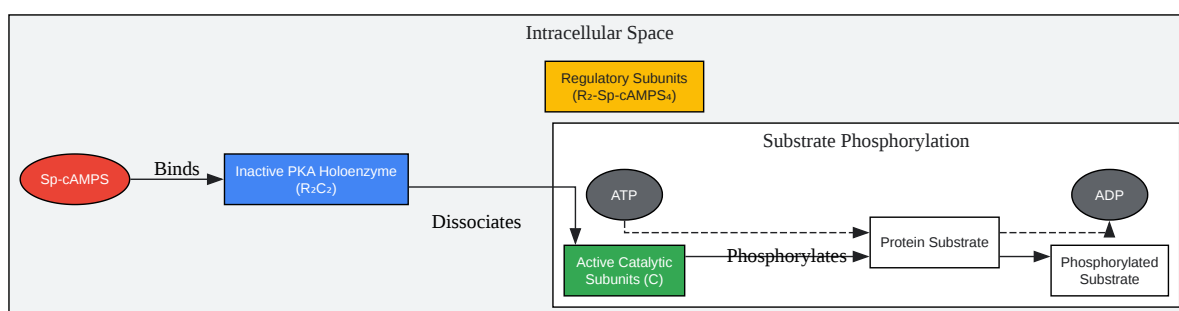 Intracellular Space
Regulatory Subunits
(R₂-Sp-cAMPS₄)
Substrate Phosphorylation
Sp-cAMPS
Binds
Inactive PKA Holoenzyme
(R₂C₂)
Dissociates
ATP
ADP
Active Catalytic
Subunits (C)
Phosphorylates
Protein Substrate
Phosphorylated
Substrate